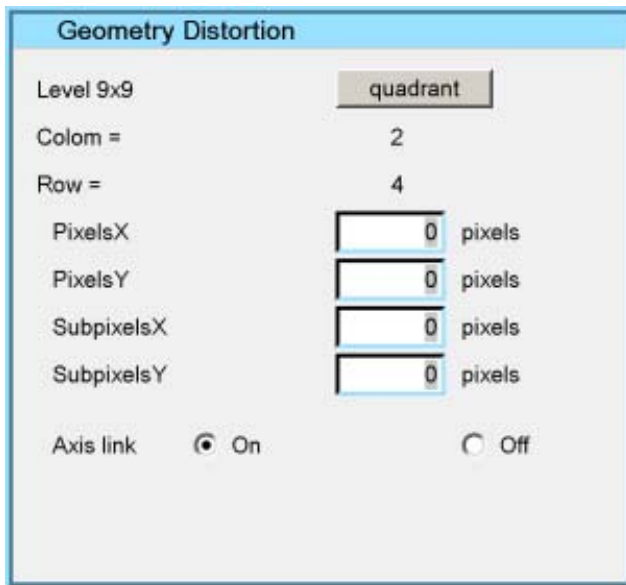 Geometry Distortion
Level 9x9 quadrant
Colom = 2
Row = 4
PixelsX 0 pixels
PixelsY 0 pixels
SubpixelsX 0 pixels
SubpixelsY 0 pixels
Axis link On Off